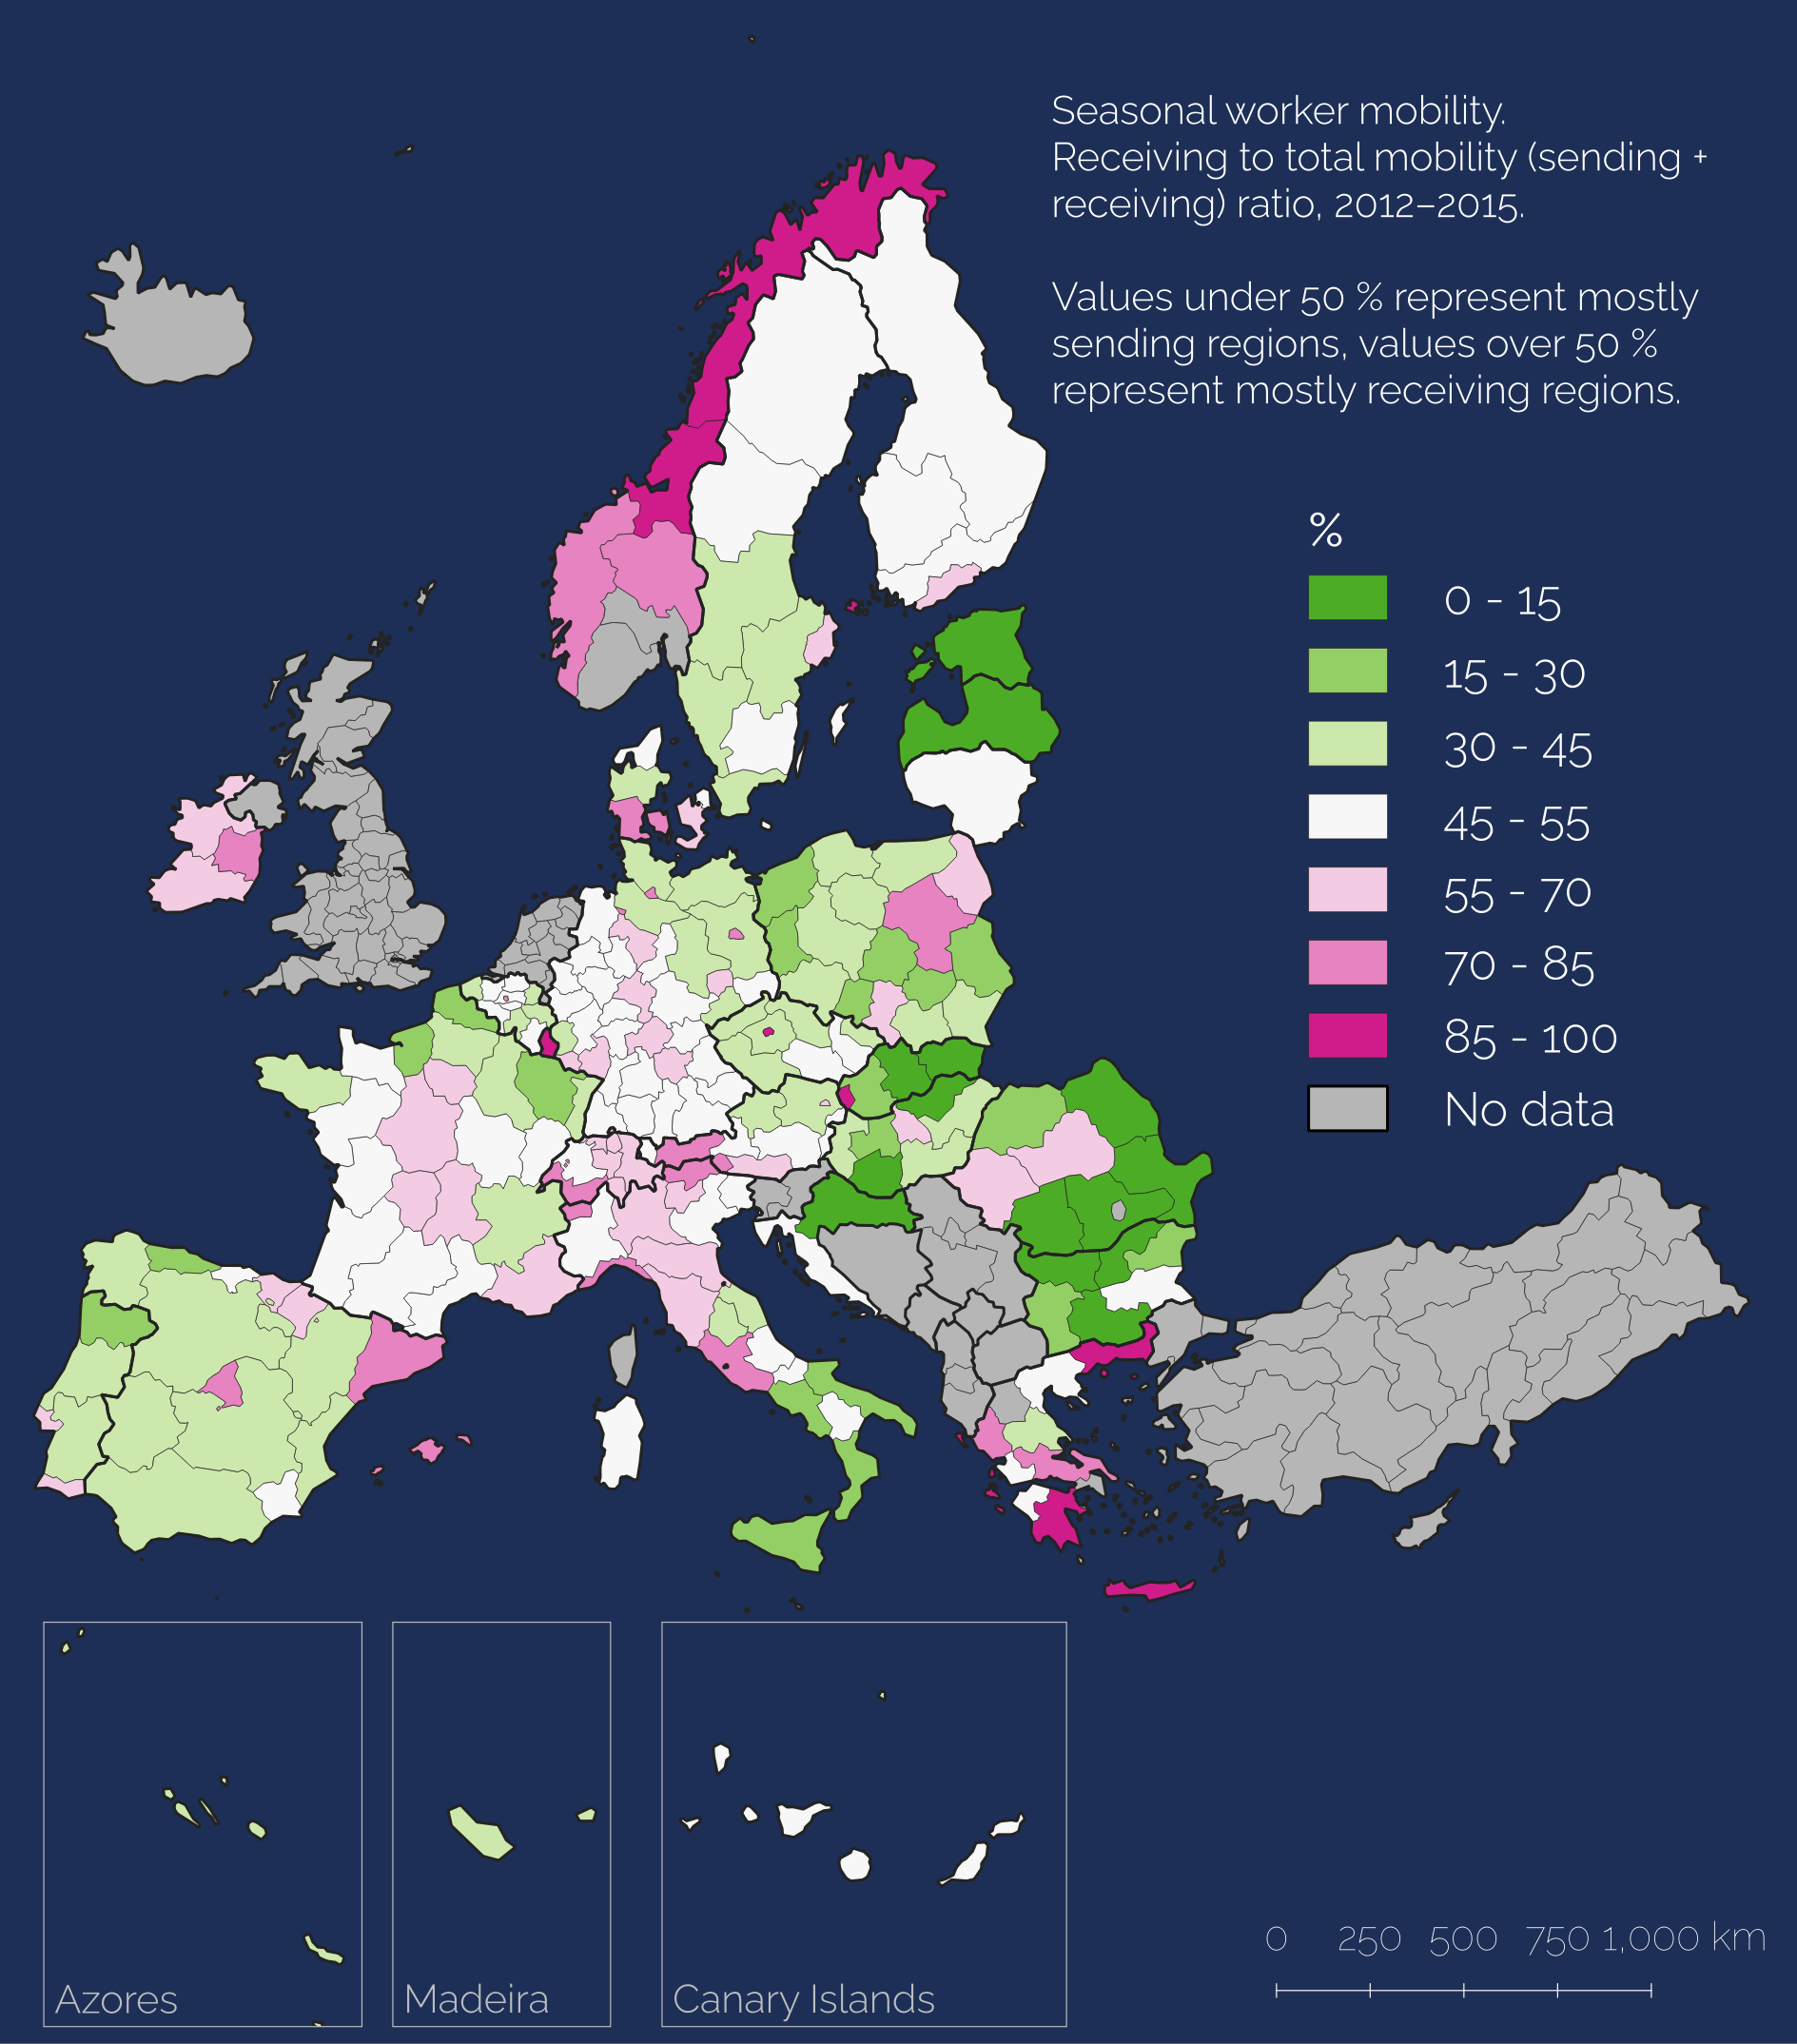 Seasonal worker mobility.
Receiving to total mobility (sending +
receiving) ratio, 2012–2015.
Values under 50 % represent mostly
sending regions, values over 50 %
represent mostly receiving regions.
%
0 - 15
15 - 30
30 - 45
45 - 55
55 - 70
70 - 85
85 - 100
No data
Azores
Madeira
Canary Islands
0 250 500 750 1,000 km